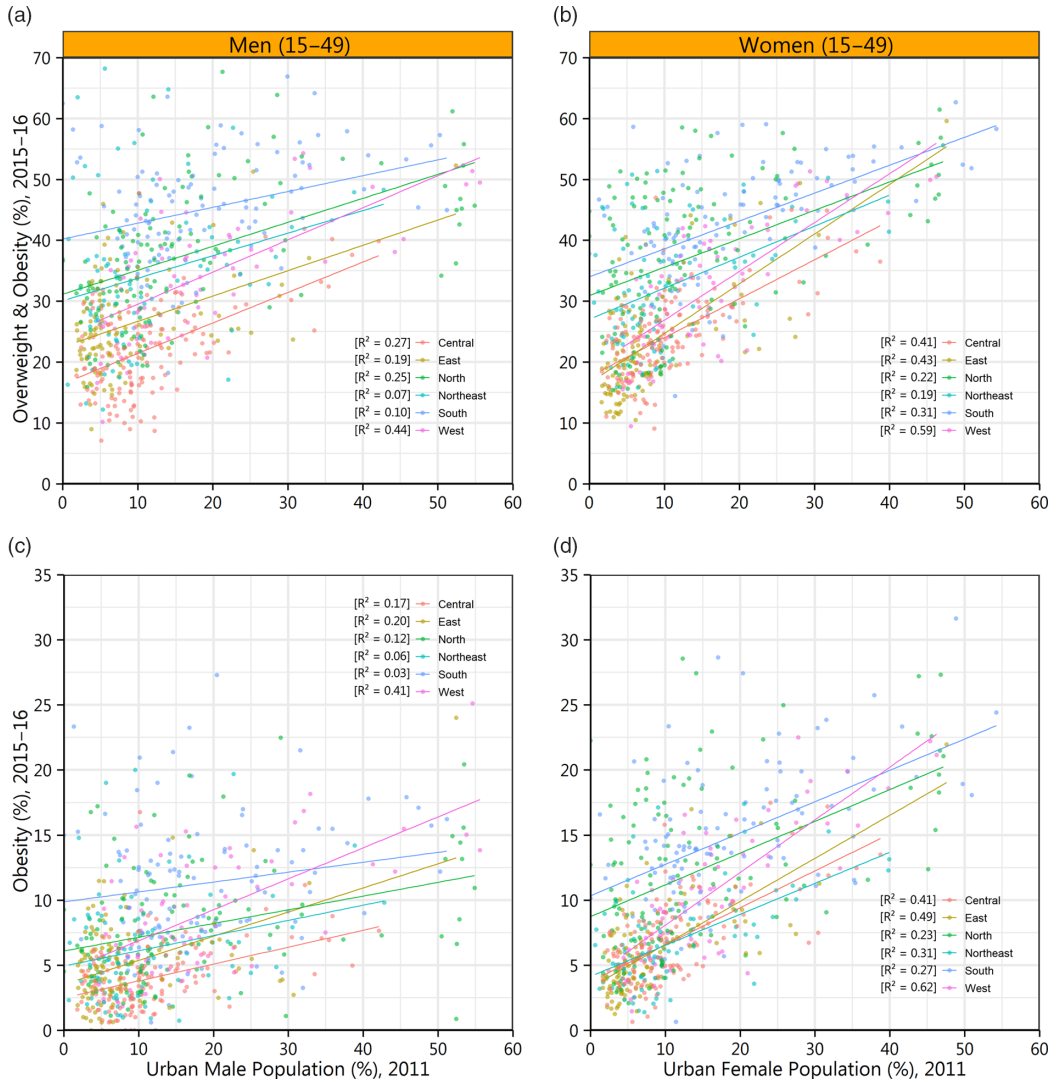 (a)
Men (15–49)
Overweight & Obesity (%), 2015–16
70
60
50
40
30
20
10
0
[R² = 0.27] Central
[R² = 0.19] East
[R² = 0.25] North
[R² = 0.07] Northeast
[R² = 0.10] South
[R² = 0.44] West
0 10 20 30 40 50 60
(b)
Women (15–49)
70
60
50
40
30
20
10
0
[R² = 0.41] Central
[R² = 0.43] East
[R² = 0.22] North
[R² = 0.19] Northeast
[R² = 0.31] South
[R² = 0.59] West
0 10 20 30 40 50 60
(c)
Obesity (%), 2015–16
35
30
25
20
15
10
5
0
[R² = 0.17] Central
[R² = 0.20] East
[R² = 0.12] North
[R² = 0.06] Northeast
[R² = 0.03] South
[R² = 0.41] West
0 10 20 30 40 50 60
Urban Male Population (%), 2011
(d)
35
30
25
20
15
10
5
0
[R² = 0.41] Central
[R² = 0.49] East
[R² = 0.23] North
[R² = 0.31] Northeast
[R² = 0.27] South
[R² = 0.62] West
0 10 20 30 40 50 60
Urban Female Population (%), 2011